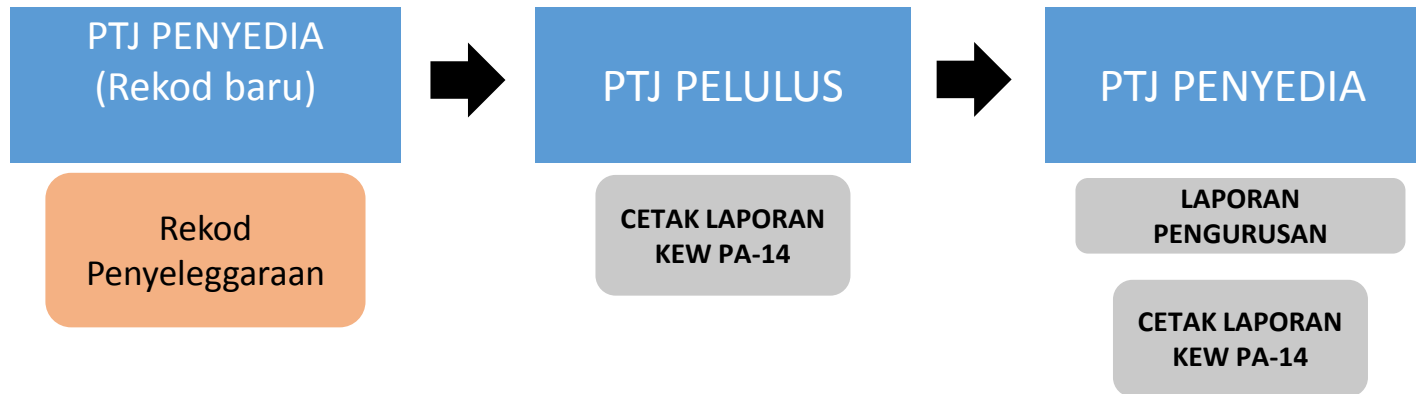 PTJ PENYEDIA
(Rekod baru)
Rekod
Penyeleggaraan
PTJ PELULUS
CETAK LAPORAN
KEW PA-14
PTJ PENYEDIA
LAPORAN
PENGURUSAN
CETAK LAPORAN
KEW PA-14